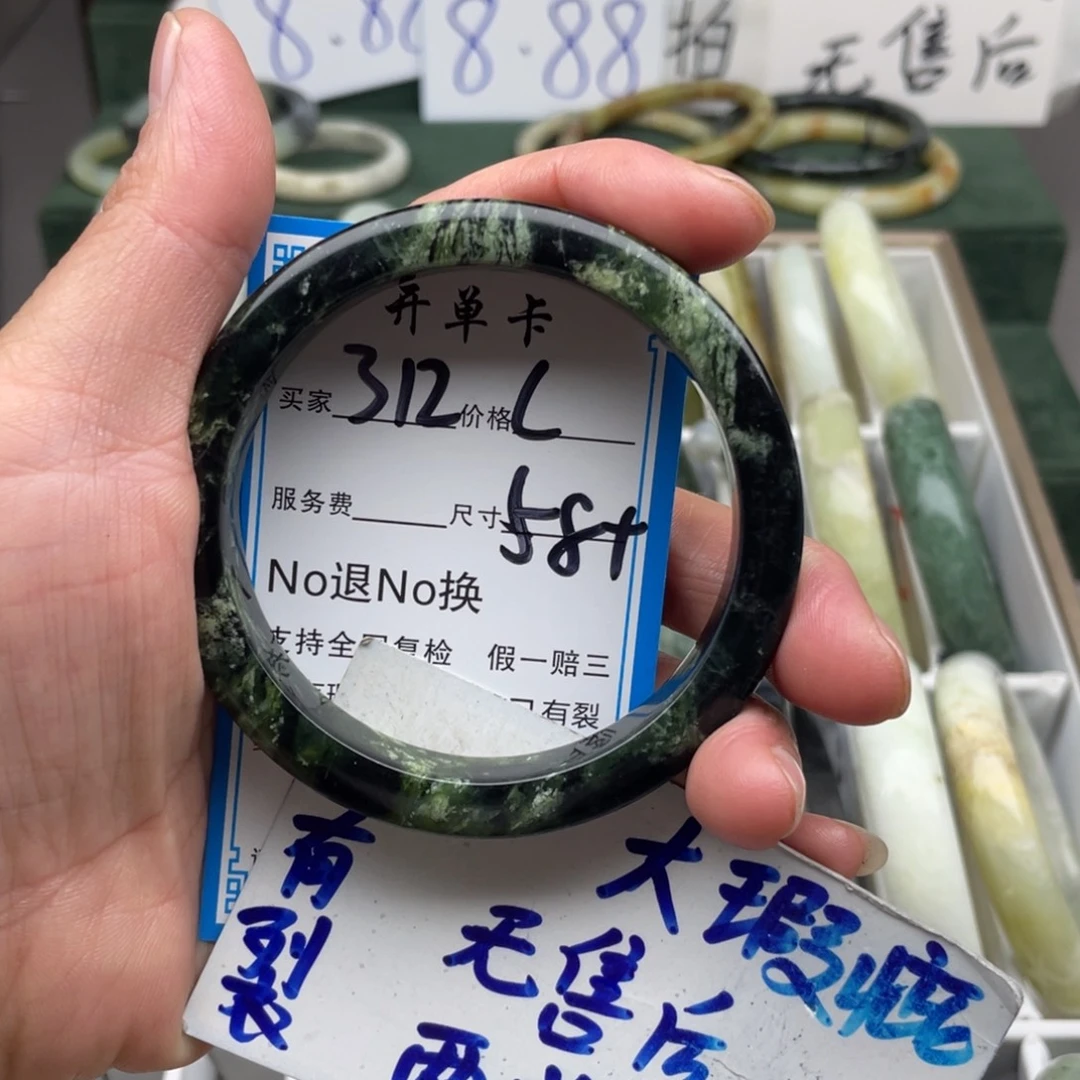 8.88
8.88
拍
无售后
开单卡
买家 312 价格 L
服务费 尺寸 58+
No退No换
支持全国复检 假一赔三
有裂
有裂
大瑕疵
无售后